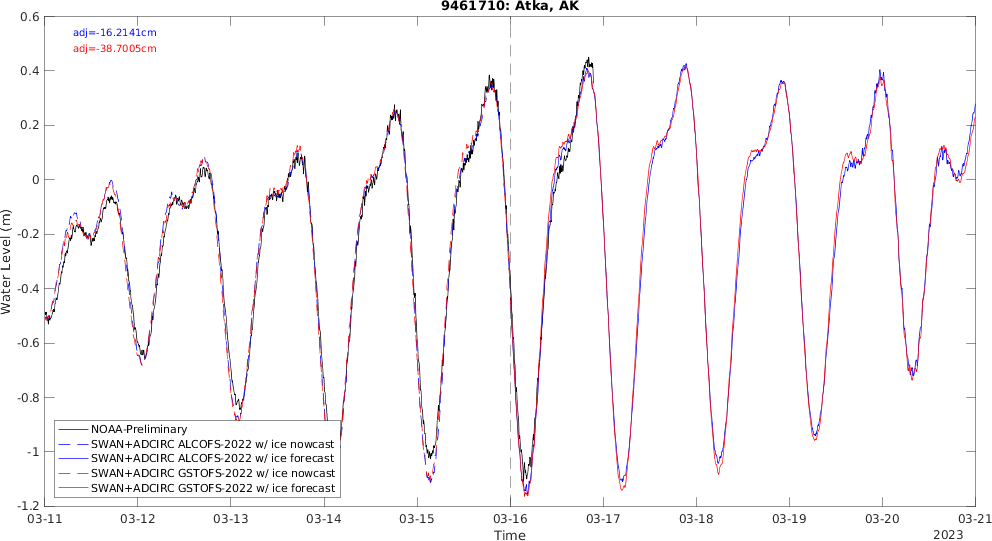 9461710: Atka, AK
adj=-16.2141cm
adj=-38.7005cm
Water Level (m)
0.6
0.4
0.2
0
-0.2
-0.4
-0.6
-0.8
-1
-1.2
NOAA-Preliminary
SWAN+ADCIRC ALCOFS-2022 w/ ice nowcast
SWAN+ADCIRC ALCOFS-2022 w/ ice forecast
SWAN+ADCIRC GSTOFS-2022 w/ ice nowcast
SWAN+ADCIRC GSTOFS-2022 w/ ice forecast
03-11 03-12 03-13 03-14 03-15 03-16 03-17 03-18 03-19 03-20 03-21
Time
2023